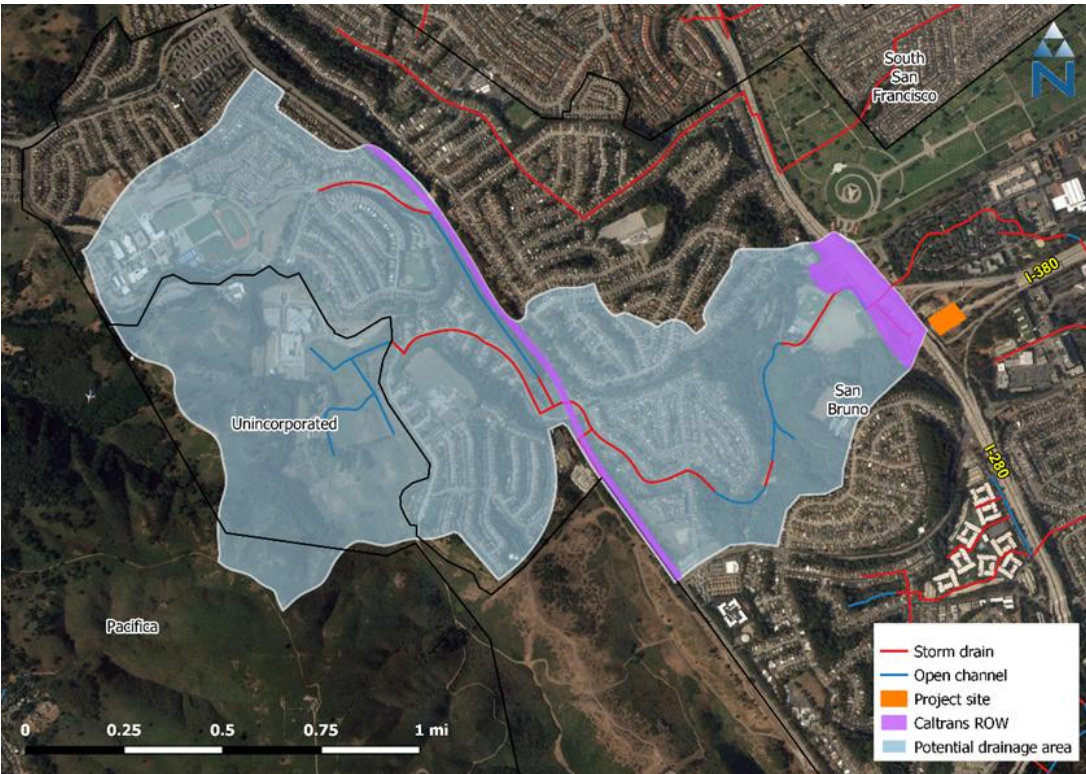 South
San
Francisco
N
I-380
San
Bruno
Unincorporated
I-280
Pacifica
Storm drain
Open channel
Project site
Caltrans ROW
Potential drainage area
0 0.25 0.5 0.75 1 mi